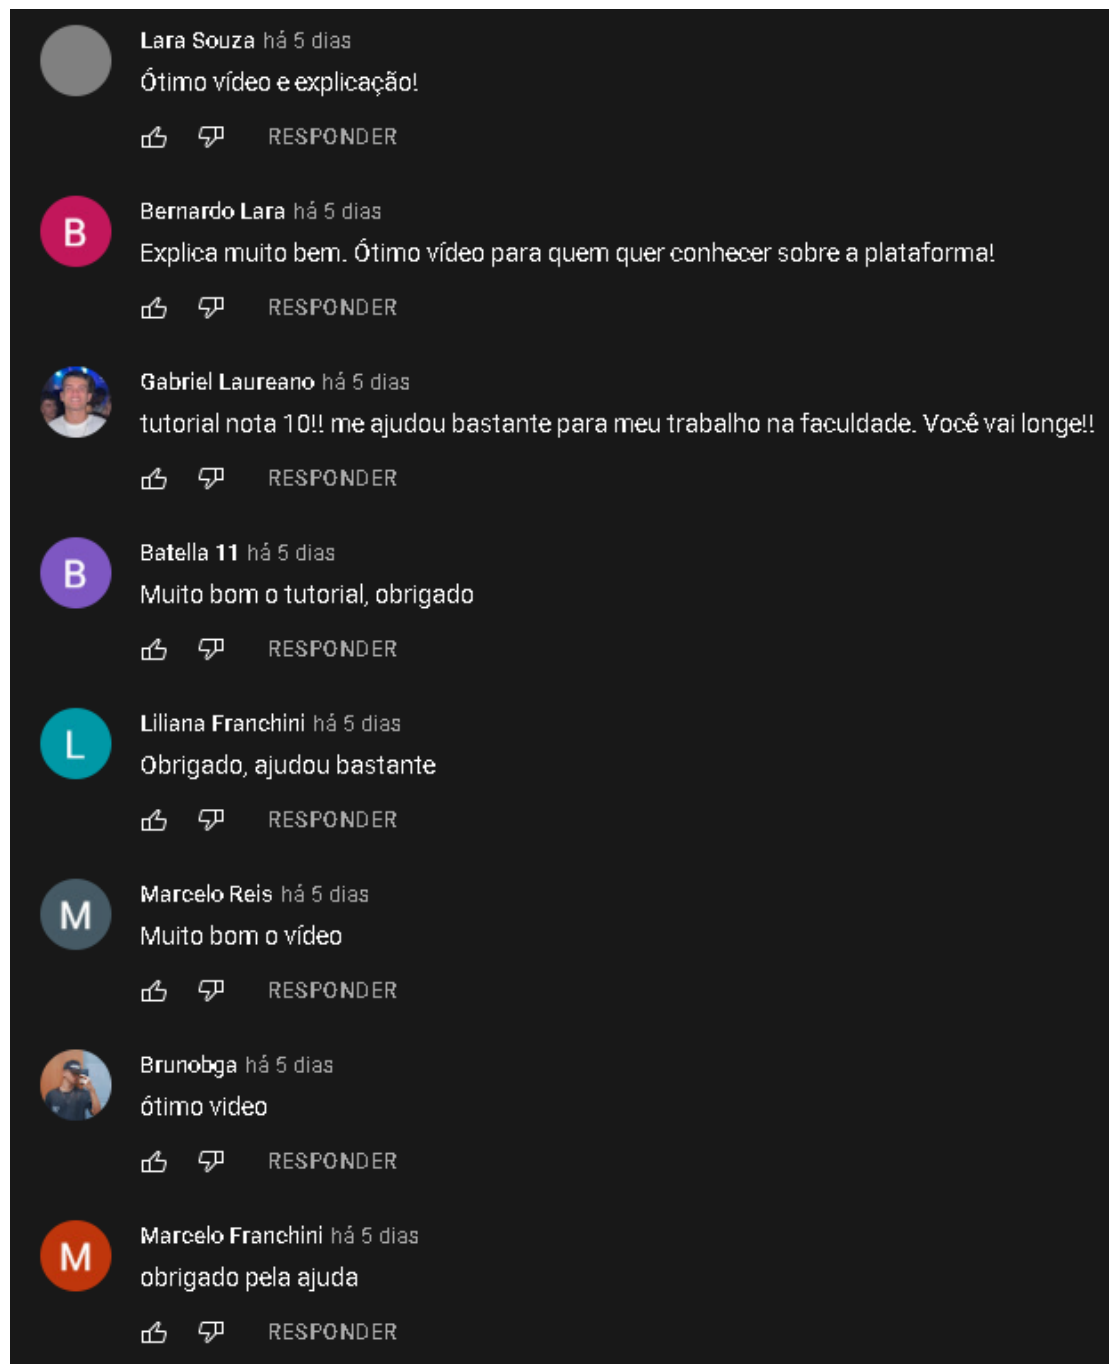 Lara Souza há 5 dias
Ótimo vídeo e explicação!
RESPONDER
B
Bernardo Lara há 5 dias
Explica muito bem. Ótimo vídeo para quem quer conhecer sobre a plataforma!
RESPONDER
Gabriel Laureano há 5 dias
tutorial nota 10!! me ajudou bastante para meu trabalho na faculdade. Você vai longe!!
RESPONDER
B
Batella 11 há 5 dias
Muito bom o tutorial, obrigado
RESPONDER
L
Liliana Franchini há 5 dias
Obrigado, ajudou bastante
RESPONDER
M
Marcelo Reis há 5 dias
Muito bom o vídeo
RESPONDER
Brunobga há 5 dias
ótimo video
RESPONDER
M
Marcelo Franchini há 5 dias
obrigado pela ajuda
RESPONDER